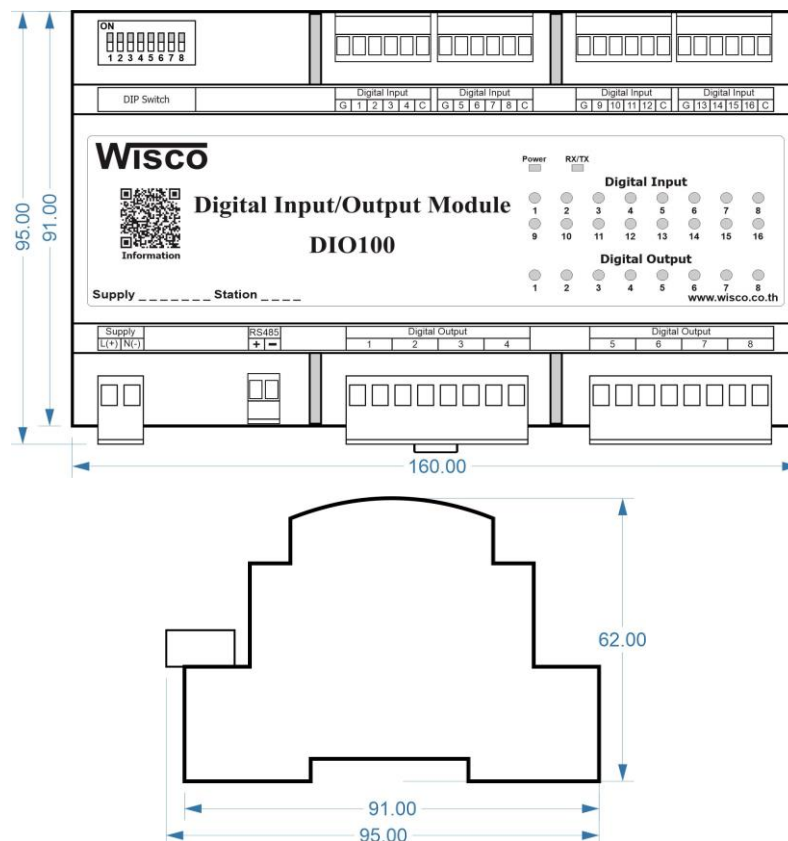 ON
1 2 3 4 5 6 7 8
DIP Switch
Digital Input
G 1 2 3 4 C
Digital Input
G 5 6 7 8 C
Digital Input
G 9 10 11 12 C
Digital Input
G 13 14 15 16 C
WISCO
Information
Digital Input/Output Module
DIO100
Supply _ _ _ _ _ _ _ Station _ _ _ _
Power RX/TX
Digital Input
1 2 3 4 5 6 7 8
9 10 11 12 13 14 15 16
Digital Output
1 2 3 4 5 6 7 8
www.wisco.co.th
Supply
L(+) N(-)
RS485
+ −
Digital Output
1 2 3 4
Digital Output
5 6 7 8
95.00
91.00
160.00
62.00
91.00
95.00